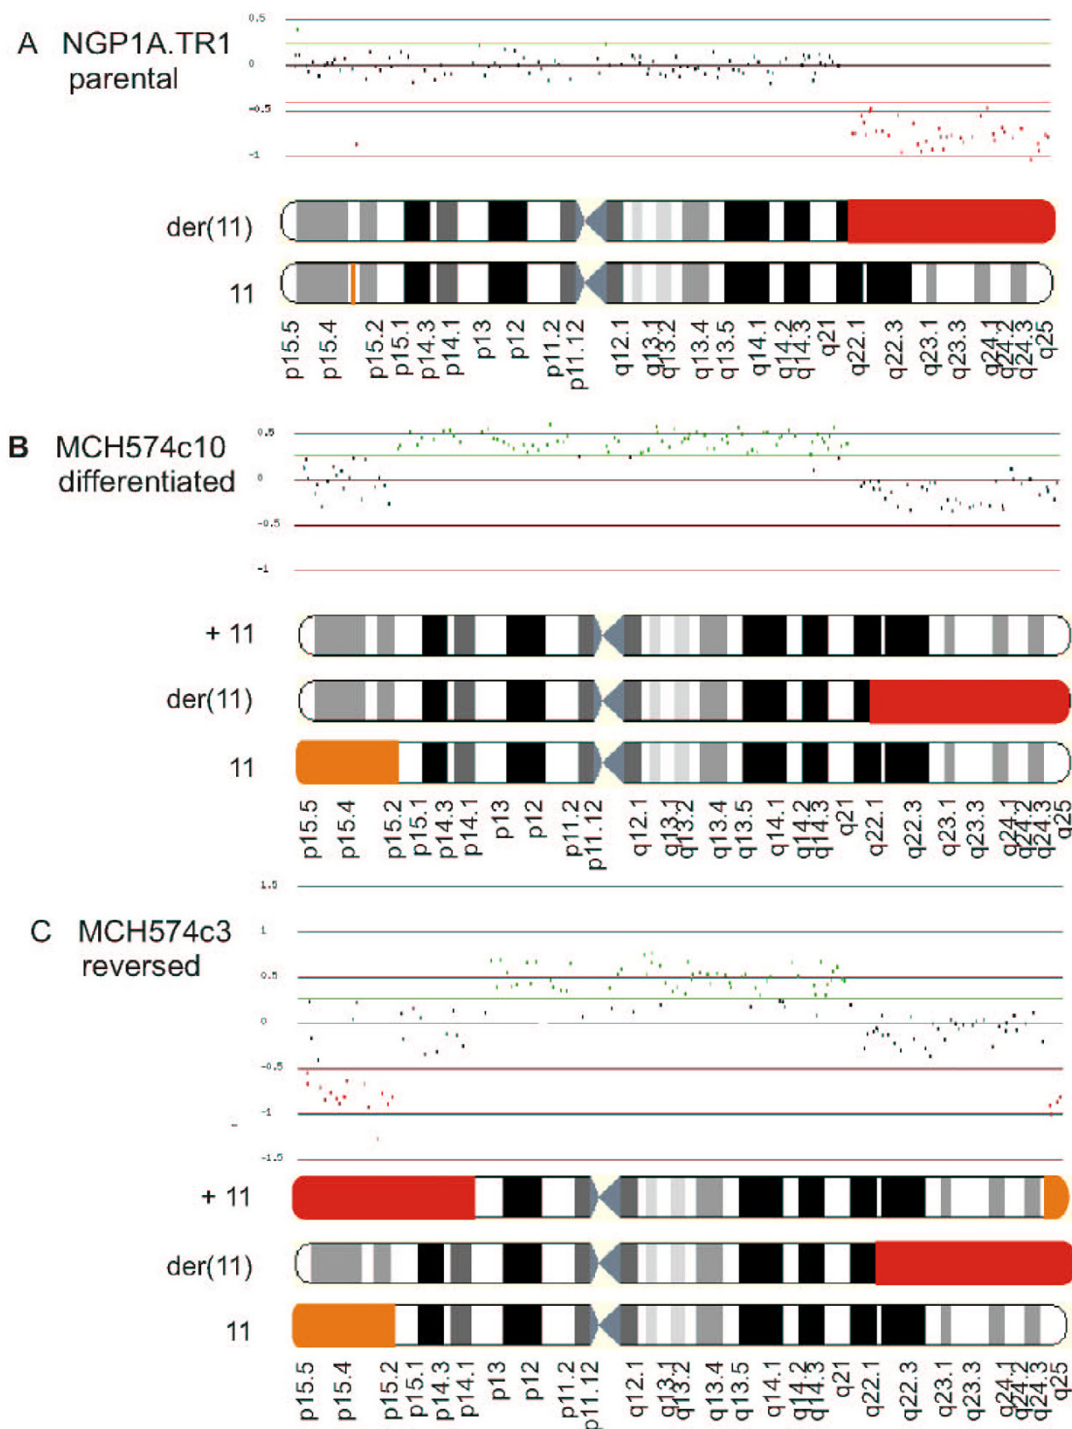 A NGP1A.TR1
parental
0.5
0
-0.5
-1
der(11)
11
p15.5 p15.4 p15.2 p15.1 p14.3 p14.1 p13 p12 p11.2 p11.12 q12.1 q13.1 q13.2 q13.4 q13.5 q14.1 q14.2 q14.3 q21 q22.1 q22.3 q23.1 q23.3 q24.1 q24.2 q24.3 q25
B MCH574c10
differentiated
0.5
0
-0.5
-1
+ 11
der(11)
11
p15.5 p15.4 p15.2 p15.1 p14.3 p14.1 p13 p12 p11.2 p11.12 q12.1 q13.1 q13.2 q13.4 q13.5 q14.1 q14.2 q14.3 q21 q22.1 q22.3 q23.1 q23.3 q24.1 q24.2 q24.3 q25
C MCH574c3
reversed
1.5
1
0.5
0
-0.5
-1
-1.5
+ 11
der(11)
11
p15.5 p15.4 p15.2 p15.1 p14.3 p14.1 p13 p12 p11.2 p11.12 q12.1 q13.1 q13.2 q13.4 q13.5 q14.1 q14.2 q14.3 q21 q22.1 q22.3 q23.1 q23.3 q24.1 q24.2 q24.3 q25